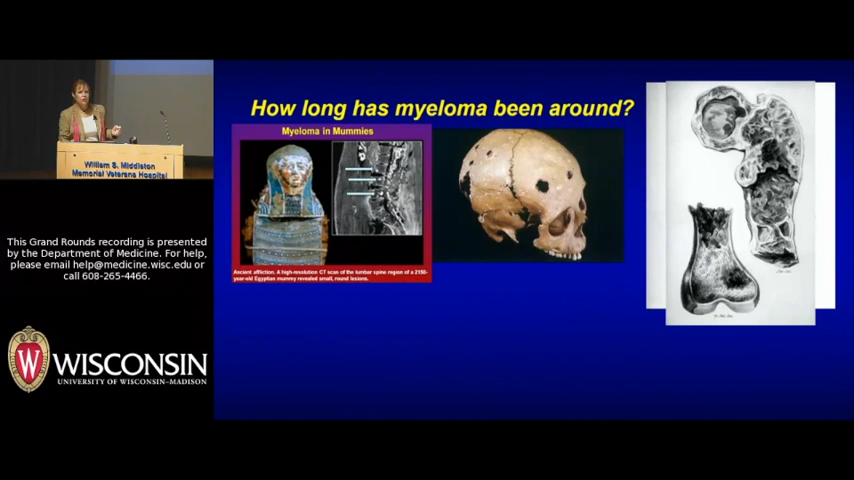 How long has myeloma been around?
Myeloma in Mummies
Ancient affliction. A high-resolution CT scan of the lumbar spine region of a 2150-
year-old Egyptian mummy revealed small, round lesions.
William S. Middleton
Memorial Veterans Hospital
This Grand Rounds recording is presented
by the Department of Medicine. For help,
please email help@medicine.wisc.edu or
call 608-265-4466.
W
WISCONSIN
UNIVERSITY OF WISCONSIN–MADISON